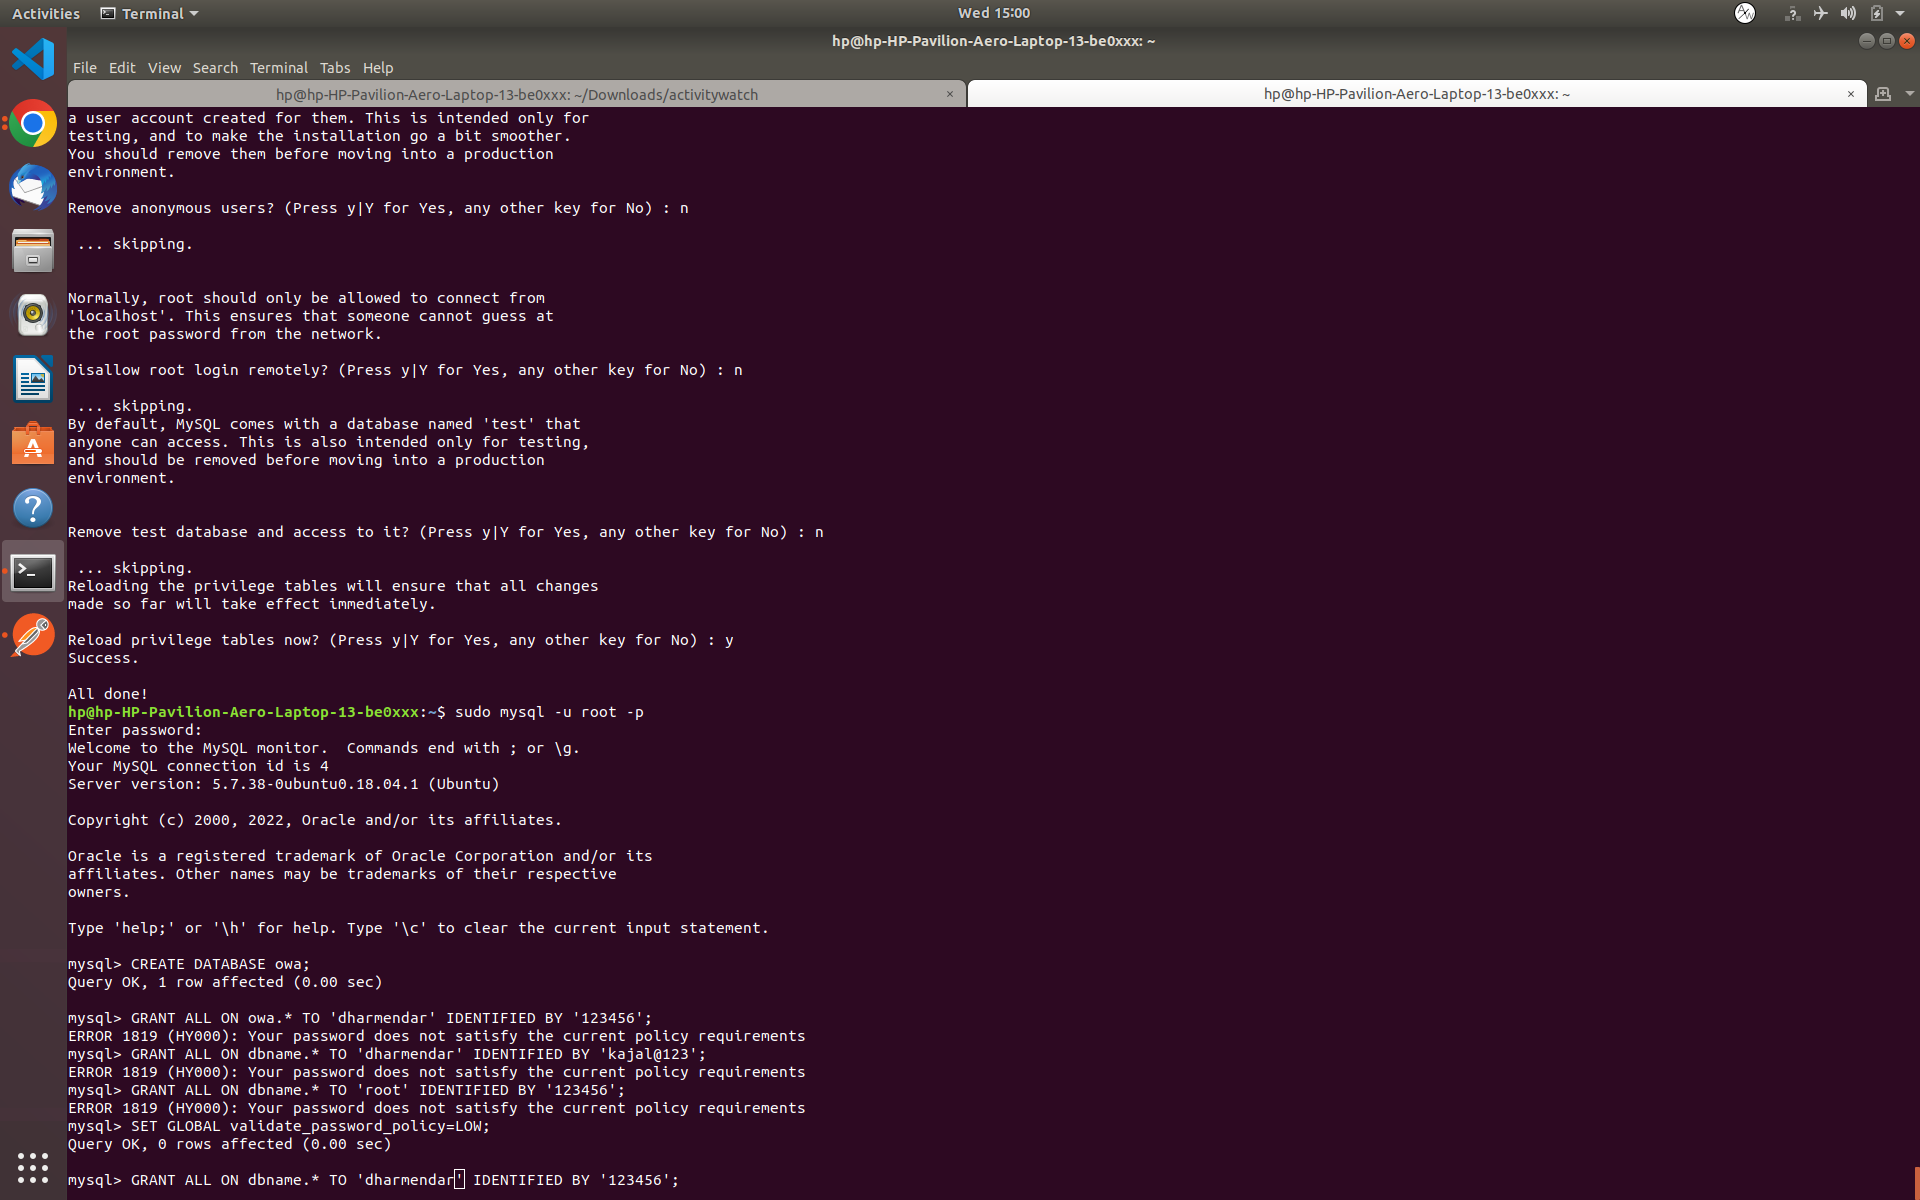 Activities Terminal Wed 15:00
hp@hp-HP-Pavilion-Aero-Laptop-13-be0xxx: ~
File Edit View Search Terminal Tabs Help
hp@hp-HP-Pavilion-Aero-Laptop-13-be0xxx: ~/Downloads/activitywatch × hp@hp-HP-Pavilion-Aero-Laptop-13-be0xxx: ~ ×
a user account created for them. This is intended only for
testing, and to make the installation go a bit smoother.
You should remove them before moving into a production
environment.
Remove anonymous users? (Press y|Y for Yes, any other key for No) : n
... skipping.
Normally, root should only be allowed to connect from
'localhost'. This ensures that someone cannot guess at
the root password from the network.
Disallow root login remotely? (Press y|Y for Yes, any other key for No) : n
... skipping.
By default, MySQL comes with a database named 'test' that
anyone can access. This is also intended only for testing,
and should be removed before moving into a production
environment.
Remove test database and access to it? (Press y|Y for Yes, any other key for No) : n
... skipping.
Reloading the privilege tables will ensure that all changes
made so far will take effect immediately.
Reload privilege tables now? (Press y|Y for Yes, any other key for No) : y
Success.
All done!
hp@hp-HP-Pavilion-Aero-Laptop-13-be0xxx:~$ sudo mysql -u root -p
Enter password:
Welcome to the MySQL monitor.  Commands end with ; or \g.
Your MySQL connection id is 4
Server version: 5.7.38-0ubuntu0.18.04.1 (Ubuntu)
Copyright (c) 2000, 2022, Oracle and/or its affiliates.
Oracle is a registered trademark of Oracle Corporation and/or its
affiliates. Other names may be trademarks of their respective
owners.
Type 'help;' or '\h' for help. Type '\c' to clear the current input statement.
mysql> CREATE DATABASE owa;
Query OK, 1 row affected (0.00 sec)
mysql> GRANT ALL ON owa.* TO 'dharmendar' IDENTIFIED BY '123456';
ERROR 1819 (HY000): Your password does not satisfy the current policy requirements
mysql> GRANT ALL ON dbname.* TO 'dharmendar' IDENTIFIED BY 'kajal@123';
ERROR 1819 (HY000): Your password does not satisfy the current policy requirements
mysql> GRANT ALL ON dbname.* TO 'root' IDENTIFIED BY '123456';
ERROR 1819 (HY000): Your password does not satisfy the current policy requirements
mysql> SET GLOBAL validate_password_policy=LOW;
Query OK, 0 rows affected (0.00 sec)
mysql> GRANT ALL ON dbname.* TO 'dharmendar' IDENTIFIED BY '123456';